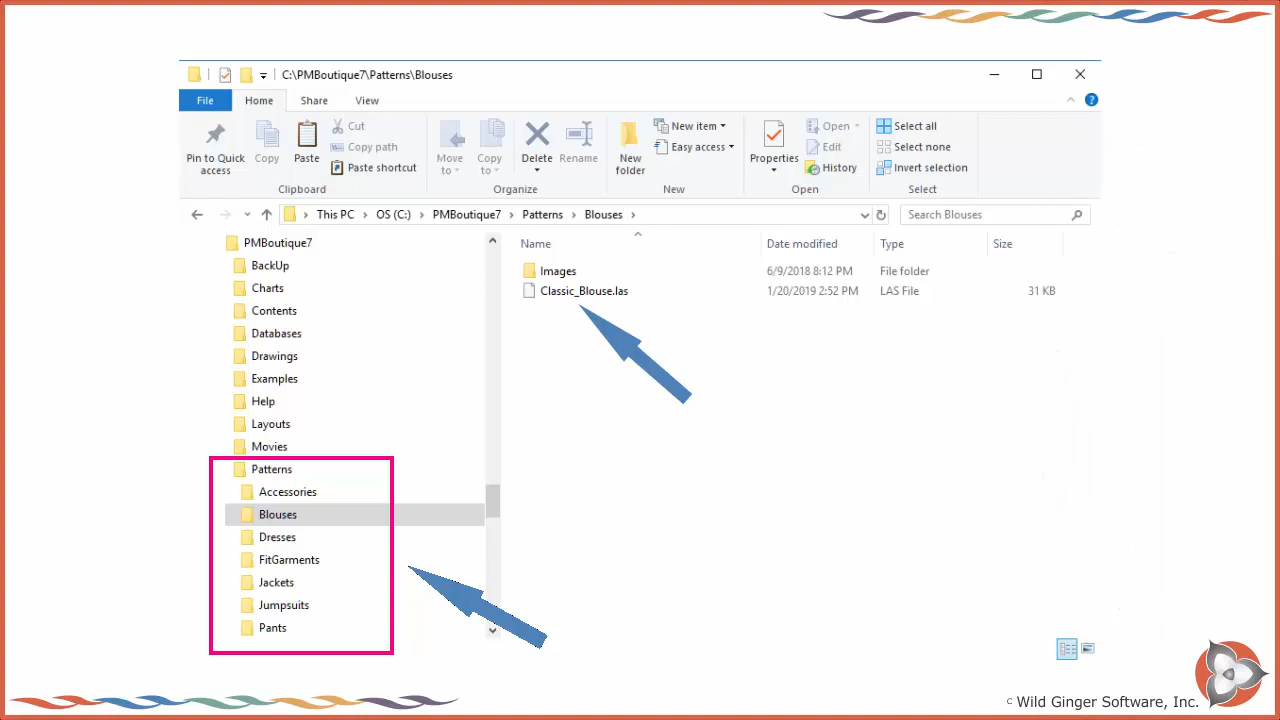 C:\PMBoutique7\Patterns\Blouses
File Home Share View
Pin to Quick access
Copy
Paste
Cut
Copy path
Paste shortcut
Clipboard
Move to
Copy to
Delete
Rename
Organize
New folder
New item
Easy access
New
Properties
Open
Edit
History
Open
Select all
Select none
Invert selection
Select
This PC > OS (C:) > PMBoutique7 > Patterns > Blouses >
Search Blouses
PMBoutique7
BackUp
Charts
Contents
Databases
Drawings
Examples
Help
Layouts
Movies
Patterns
Accessories
Blouses
Dresses
FitGarments
Jackets
Jumpsuits
Pants
Name Date modified Type Size
Images 6/9/2018 8:12 PM File folder
Classic_Blouse.las 1/20/2019 2:52 PM LAS File 31 KB
© Wild Ginger Software, Inc.